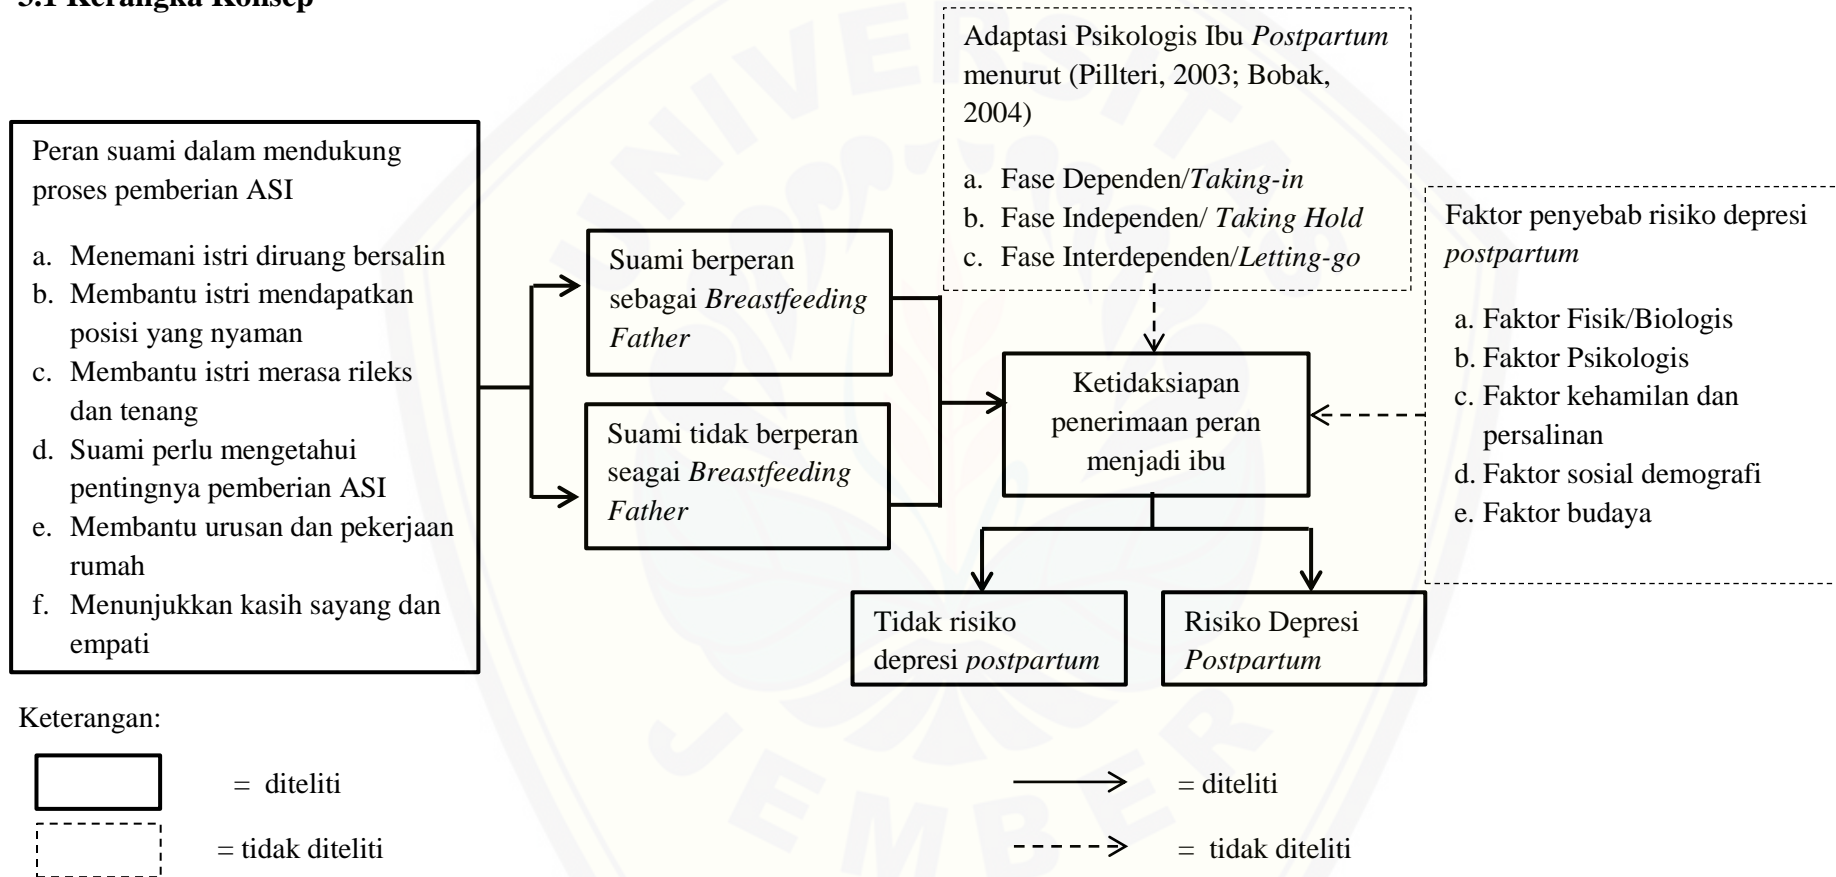 3.1 Kerangka Konsep
Adaptasi Psikologis Ibu Postpartum
menurut (Pillteri, 2003; Bobak,
2004)
a. Fase Dependen/Taking-in
b. Fase Independen/ Taking Hold
c. Fase Interdependen/Letting-go
Peran suami dalam mendukung
proses pemberian ASI
a. Menemani istri diruang bersalin
b. Membantu istri mendapatkan
posisi yang nyaman
c. Membantu istri merasa rileks
dan tenang
d. Suami perlu mengetahui
pentingnya pemberian ASI
e. Membantu urusan dan pekerjaan
rumah
f. Menunjukkan kasih sayang dan
empati
Suami berperan
sebagai Breastfeeding
Father
Suami tidak berperan
seagai Breastfeeding
Father
Ketidaksiapan
penerimaan peran
menjadi ibu
Faktor penyebab risiko depresi
postpartum
a. Faktor Fisik/Biologis
b. Faktor Psikologis
c. Faktor kehamilan dan
persalinan
d. Faktor sosial demografi
e. Faktor budaya
Tidak risiko
depresi postpartum
Risiko Depresi
Postpartum
Keterangan:
= diteliti
= tidak diteliti
= diteliti
= tidak diteliti
UNIVERSITAS
JEMBER